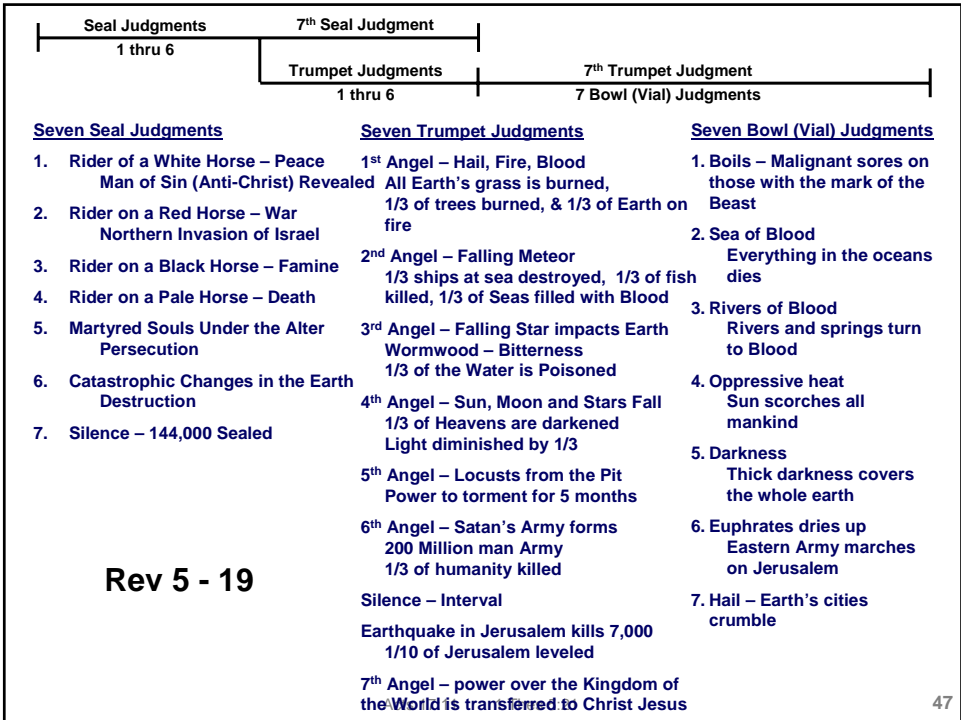 Seal Judgments
7th Seal Judgment
1 thru 6
Trumpet Judgments
7th Trumpet Judgment
1 thru 6
7 Bowl (Vial) Judgments
Seven Seal Judgments
1. Rider of a White Horse – Peace
Man of Sin (Anti-Christ) Revealed
2. Rider on a Red Horse – War
Northern Invasion of Israel
3. Rider on a Black Horse – Famine
4. Rider on a Pale Horse – Death
5. Martyred Souls Under the Alter
Persecution
6. Catastrophic Changes in the Earth
Destruction
7. Silence – 144,000 Sealed
Rev 5 - 19
Seven Trumpet Judgments
1st Angel – Hail, Fire, Blood
All Earth's grass is burned,
1/3 of trees burned, & 1/3 of Earth on
fire
2nd Angel – Falling Meteor
1/3 ships at sea destroyed, 1/3 of fish
killed, 1/3 of Seas filled with Blood
3rd Angel – Falling Star impacts Earth
Wormwood – Bitterness
1/3 of the Water is Poisoned
4th Angel – Sun, Moon and Stars Fall
1/3 of Heavens are darkened
Light diminished by 1/3
5th Angel – Locusts from the Pit
Power to torment for 5 months
6th Angel – Satan's Army forms
200 Million man Army
1/3 of humanity killed
Silence – Interval
Earthquake in Jerusalem kills 7,000
1/10 of Jerusalem leveled
7th Angel – power over the Kingdom of
the World is transferred to Christ Jesus
Seven Bowl (Vial) Judgments
1. Boils – Malignant sores on
those with the mark of the
Beast
2. Sea of Blood
Everything in the oceans
dies
3. Rivers of Blood
Rivers and springs turn
to Blood
4. Oppressive heat
Sun scorches all
mankind
5. Darkness
Thick darkness covers
the whole earth
6. Euphrates dries up
Eastern Army marches
on Jerusalem
7. Hail – Earth's cities
crumble
47